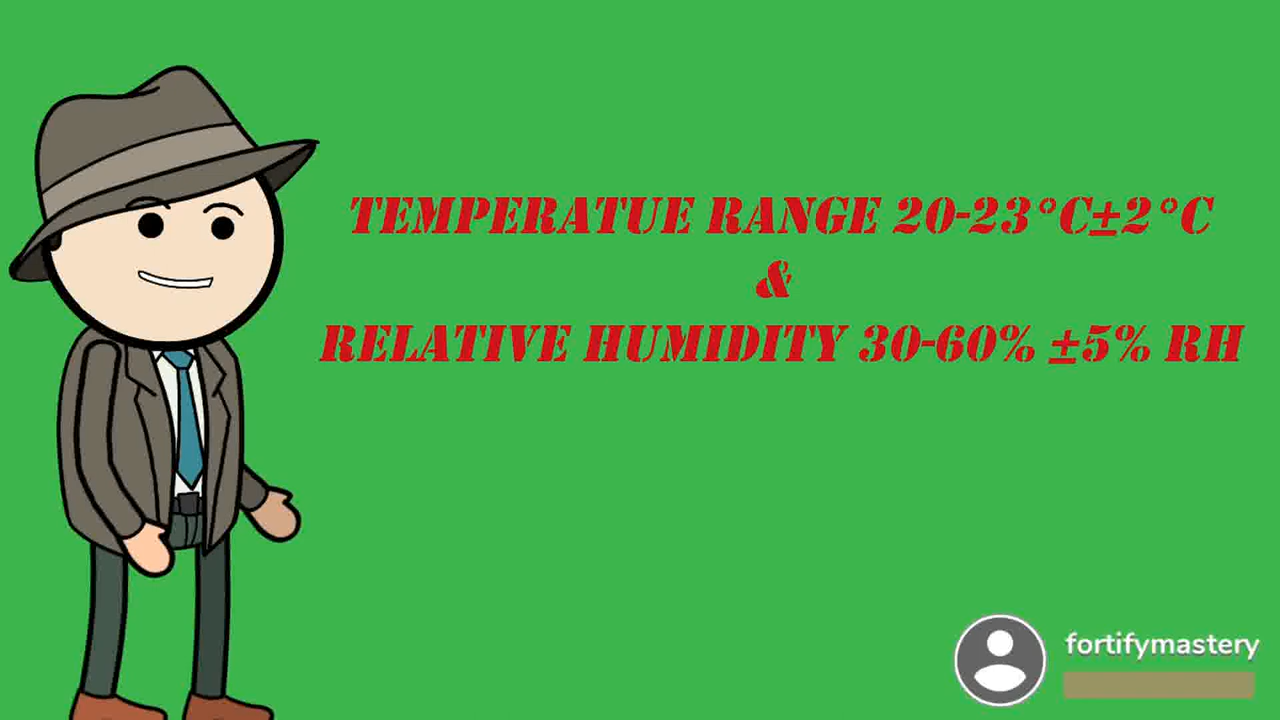 TEMPERATUE RANGE 20-23°C±2°C
&
RELATIVE HUMIDITY 30-60% ±5% RH
fortifymastery